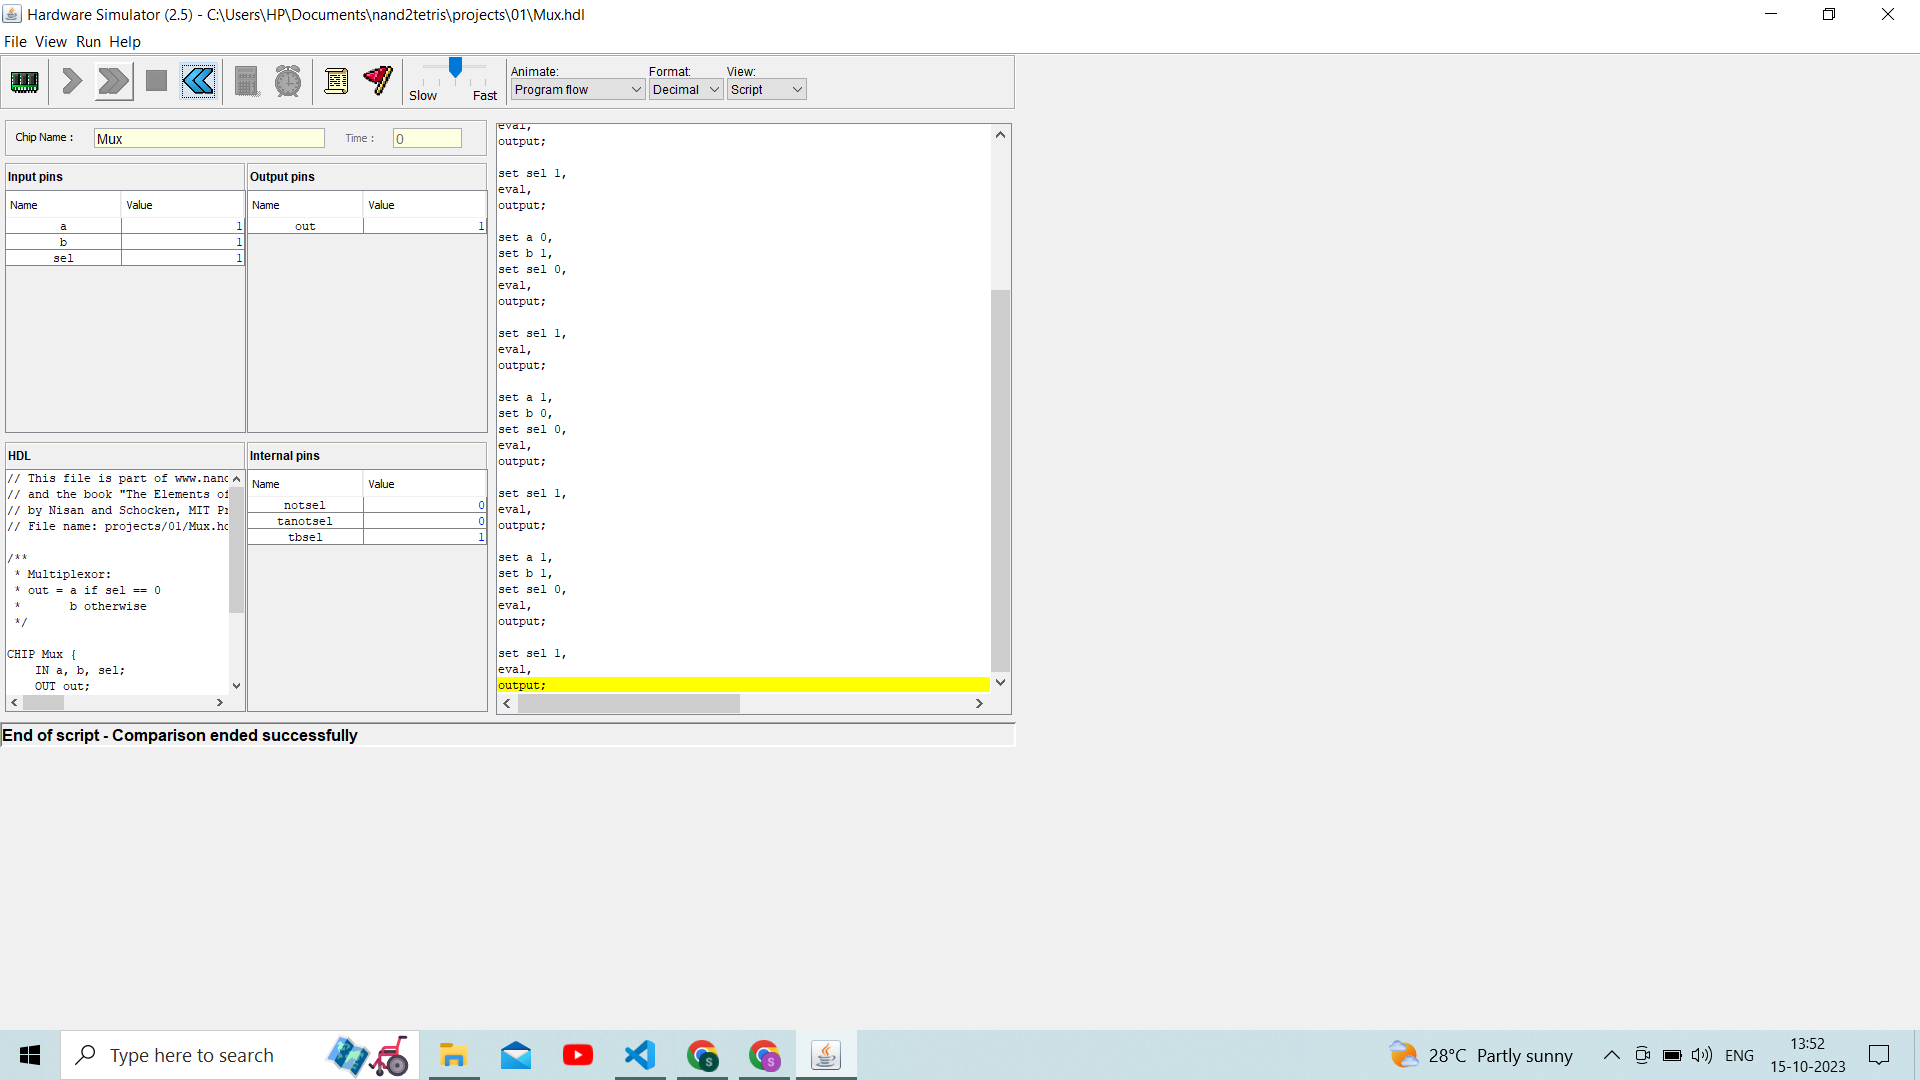 Hardware Simulator (2.5) - C:\Users\HP\Documents\nand2tetris\projects\01\Mux.hdl
File View Run Help
Slow Fast
Animate:
Program flow
Format:
Decimal
View:
Script
Chip Name :
Mux
Time :
0
Input pins
Name Value
a 1
b 1
sel 1
Output pins
Name Value
out 1
HDL
// This file is part of www.nand
// and the book "The Elements of
// by Nisan and Schocken, MIT Pr
// File name: projects/01/Mux.hd
/**
* Multiplexor:
* out = a if sel == 0
* b otherwise
*/
CHIP Mux {
IN a, b, sel;
OUT out;
Internal pins
Name Value
notsel 0
tanotsel 0
tbsel 1
eval,
output;
set sel 1,
eval,
output;
set a 0,
set b 1,
set sel 0,
eval,
output;
set sel 1,
eval,
output;
set a 1,
set b 0,
set sel 0,
eval,
output;
set sel 1,
eval,
output;
set a 1,
set b 1,
set sel 0,
eval,
output;
set sel 1,
eval,
output;
End of script - Comparison ended successfully
Type here to search
S
S
28°C Partly sunny
ENG
13:52
15-10-2023